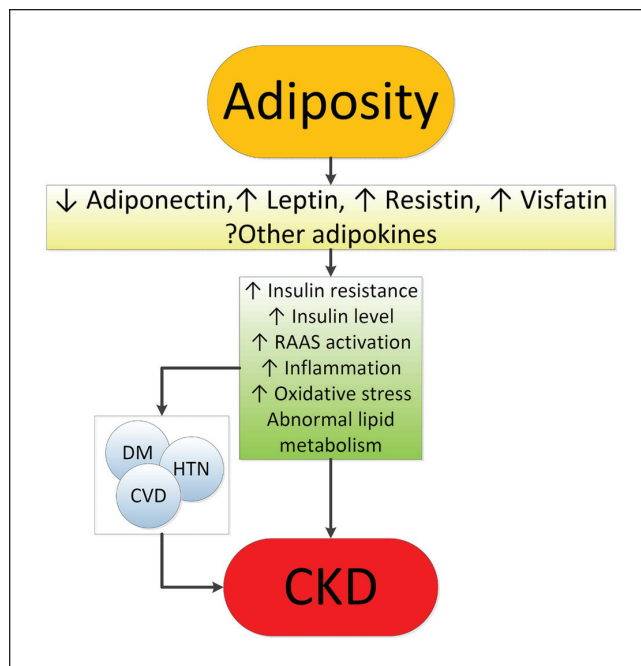 Adiposity
↓ Adiponectin, ↑ Leptin, ↑ Resistin, ↑ Visfatin
?Other adipokines
↑ Insulin resistance
↑ Insulin level
↑ RAAS activation
↑ Inflammation
↑ Oxidative stress
Abnormal lipid
metabolism
DM
HTN
CVD
CKD